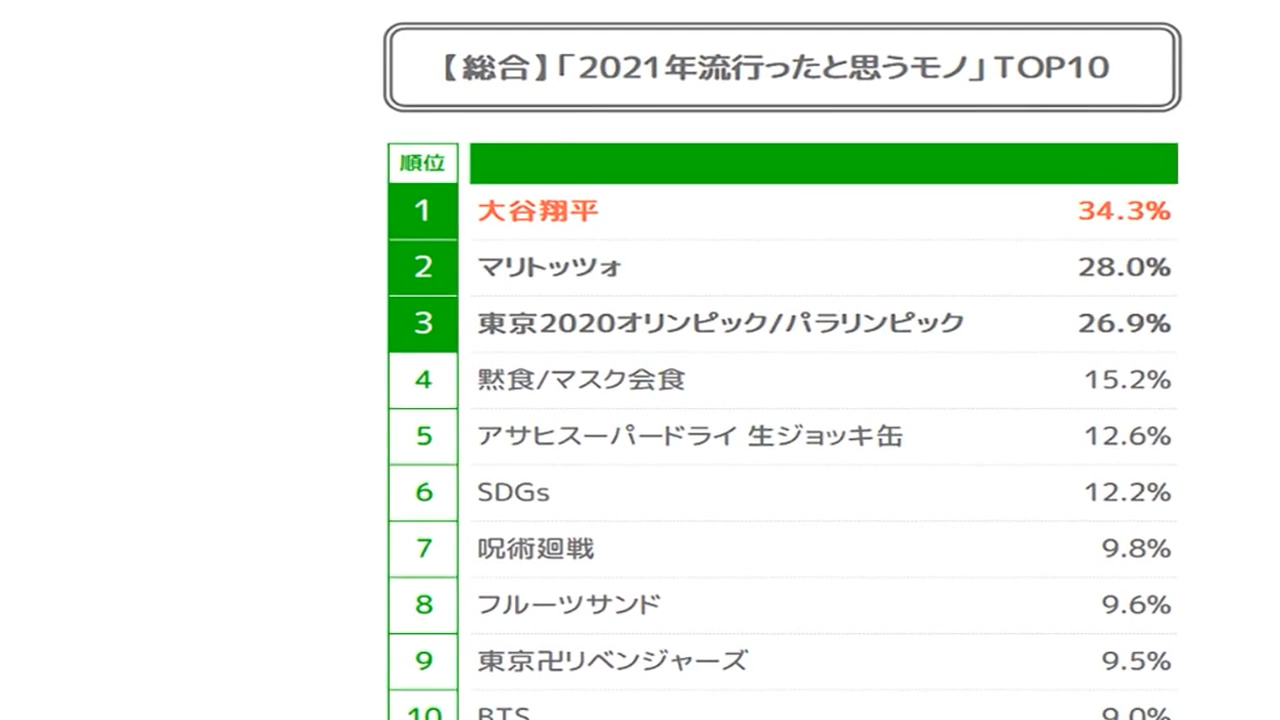 【総合】「2021年流行ったと思うモノ」TOP10
順位
1 大谷翔平 34.3%
2 マリトッツォ 28.0%
3 東京2020オリンピック/パラリンピック 26.9%
4 黙食/マスク会食 15.2%
5 アサヒスーパードライ 生ジョッキ缶 12.6%
6 SDGs 12.2%
7 呪術廻戦 9.8%
8 フルーツサンド 9.6%
9 東京卍リベンジャーズ 9.5%
10 BTS 9.0%